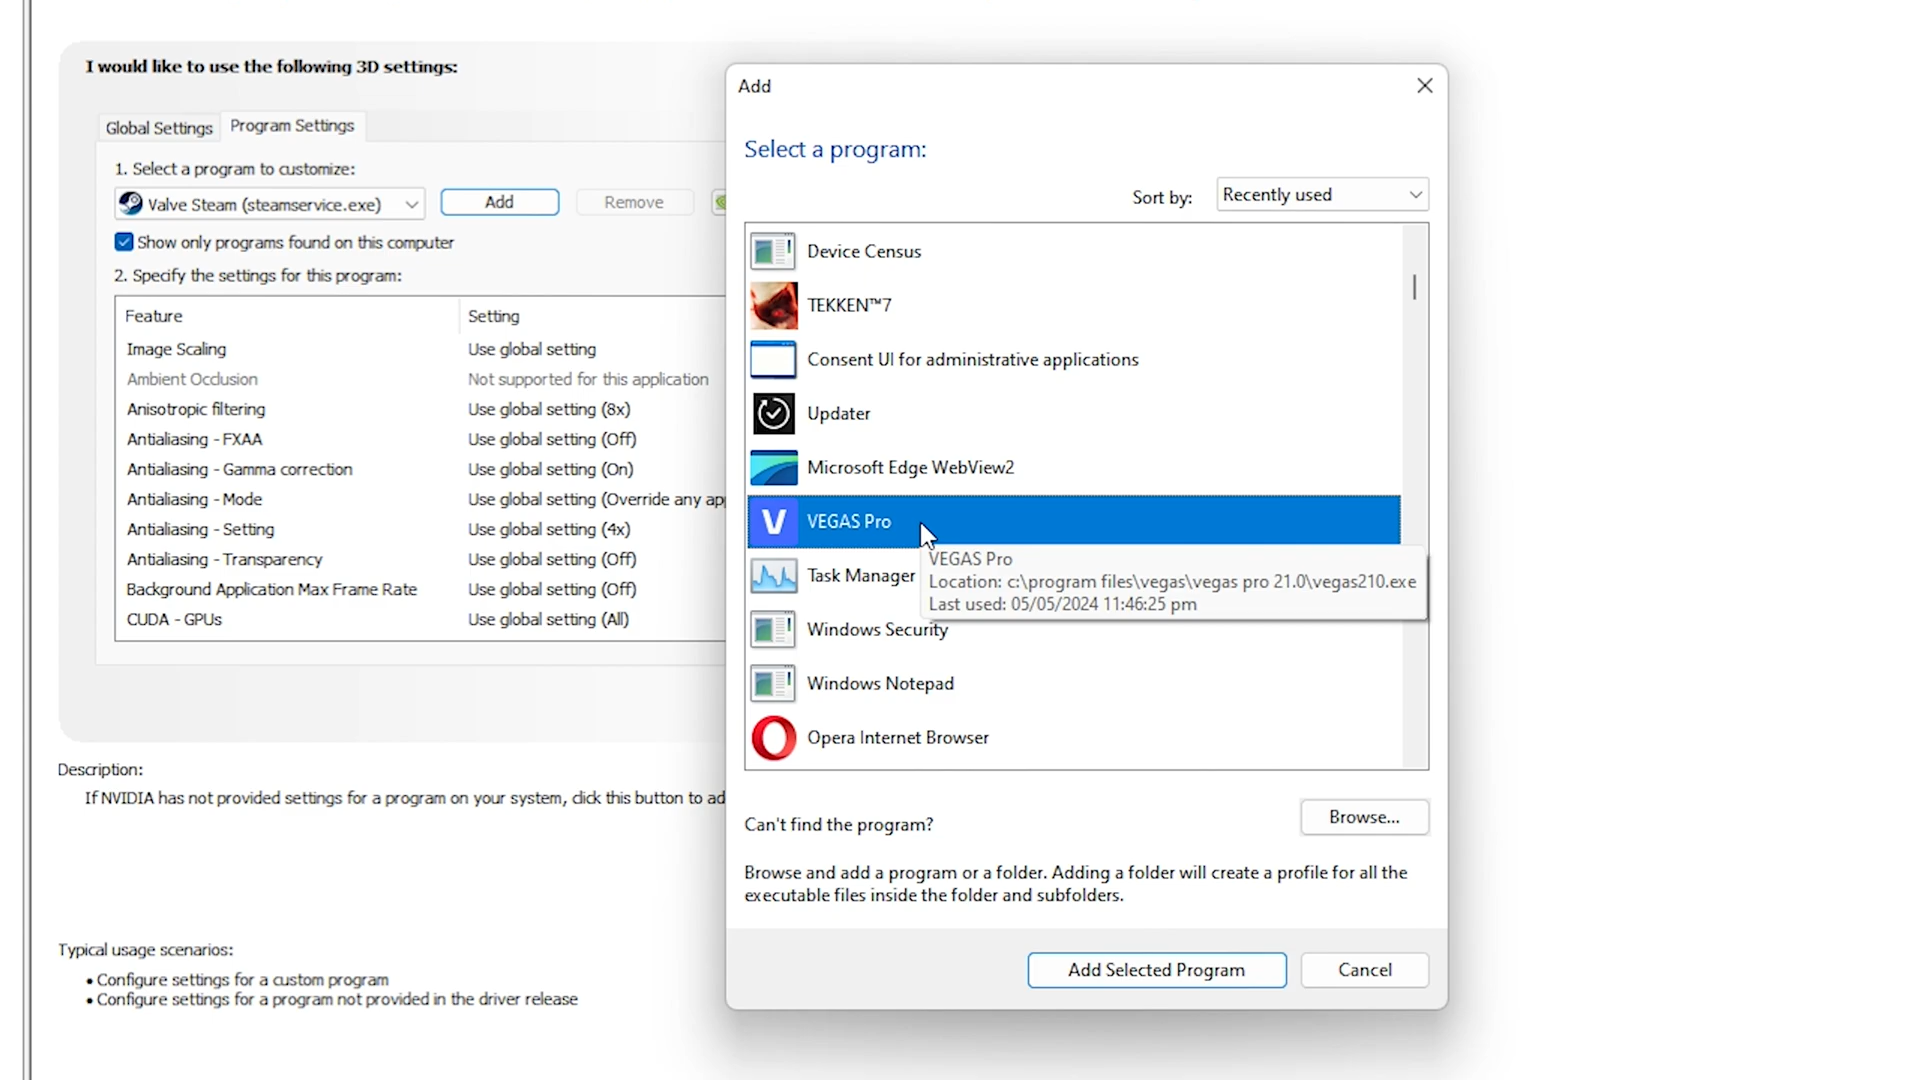 I would like to use the following 3D settings:
Global Settings
Program Settings
1. Select a program to customize:
Valve Steam (steamservice.exe)
Add
Remove
Show only programs found on this computer
2. Specify the settings for this program:
Feature Setting
Image Scaling Use global setting
Ambient Occlusion Not supported for this application
Anisotropic filtering Use global setting (8x)
Antialiasing - FXAA Use global setting (Off)
Antialiasing - Gamma correction Use global setting (On)
Antialiasing - Mode Use global setting (Override any ap
Antialiasing - Setting Use global setting (4x)
Antialiasing - Transparency Use global setting (Off)
Background Application Max Frame Rate Use global setting (Off)
CUDA - GPUs Use global setting (All)
Description:
If NVIDIA has not provided settings for a program on your system, click this button to ad
Typical usage scenarios:
• Configure settings for a custom program
• Configure settings for a program not provided in the driver release
Add
Select a program:
Sort by: Recently used
Device Census
TEKKEN™7
Consent UI for administrative applications
Updater
Microsoft Edge WebView2
V VEGAS Pro
Task Manager
VEGAS Pro
Location: c:\program files\vegas\vegas pro 21.0\vegas210.exe
Last used: 05/05/2024 11:46:25 pm
Windows Security
Windows Notepad
Opera Internet Browser
Can't find the program?
Browse...
Browse and add a program or a folder. Adding a folder will create a profile for all the
executable files inside the folder and subfolders.
Add Selected Program
Cancel